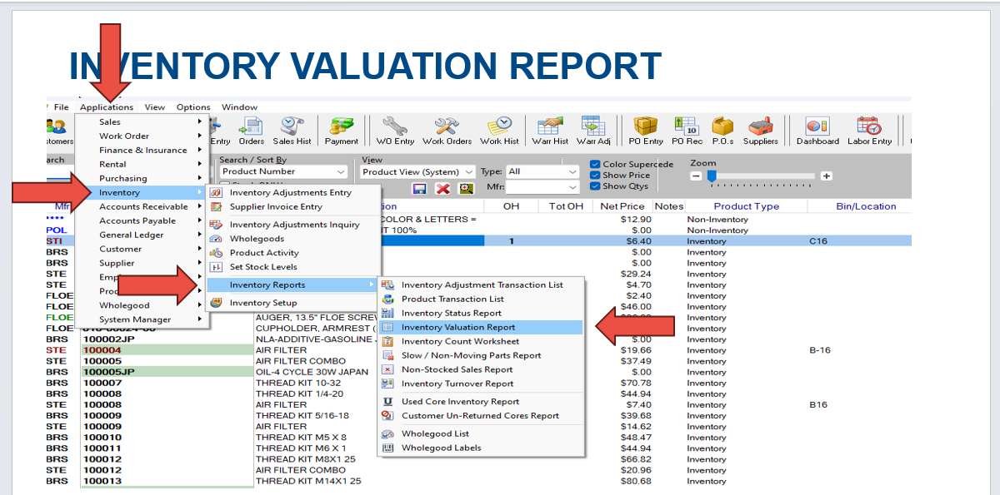 INVENTORY VALUATION REPORT
File Applications View Options Window
Sales
Work Order
Finance & Insurance
Rental
Purchasing
Inventory
Accounts Receivable
Accounts Payable
General Ledger
Customer
Supplier
Wholegood
System Manager
Entry Orders Sales Hist Payment WO Entry Work Orders Work Hist Warr Hist Warr Adj PO Entry PO Rec P.O.s Suppliers Dashboard Labor Entry
Search / Sort By View Color Supercede Zoom
Product Number Product View (System) Type: All Show Price
Mfr: Show Qtys
Inventory Adjustments Entry
Supplier Invoice Entry
Inventory Adjustments Inquiry
Wholegoods
Product Activity
Set Stock Levels
Inventory Reports
Inventory Setup
Inventory Adjustment Transaction List
Product Transaction List
Inventory Status Report
Inventory Valuation Report
Inventory Count Worksheet
Slow / Non-Moving Parts Report
Non-Stocked Sales Report
Inventory Turnover Report
Used Core Inventory Report
Customer Un-Returned Cores Report
Wholegood List
Wholegood Labels
Mfr OH Tot OH Net Price Notes Product Type Bin/Location
**** COLOR & LETTERS = $12.90 Non-Inventory
POL IT 100% $.00 Non-Inventory
STI 1 $6.40 Inventory C16
BRS $.00 Inventory
BRS $.00 Inventory
STE $29.24 Inventory
STE $4.70 Inventory
FLOE $2.40 Inventory
FLOE $46.00 Inventory
FLOE AUGER, 13.5" FLOE SCREW Inventory
FLOE CUPHOLDER, ARMREST ( Inventory
BRS 100002JP NLA-ADDITIVE-GASOLINE $.00 Inventory
STE 100004 AIR FILTER $19.66 Inventory B-16
STE 100005 AIR FILTER COMBO $37.49 Inventory
BRS 100005JP OIL-4 CYCLE 30W JAPAN $.00 Inventory
BRS 100007 THREAD KIT 10-32 $70.78 Inventory
BRS 100008 THREAD KIT 1/4-20 $44.94 Inventory
STE 100008 AIR FILTER $7.40 Inventory B16
BRS 100009 THREAD KIT 5/16-18 $39.68 Inventory
STE 100009 AIR FILTER $14.62 Inventory
BRS 100010 THREAD KIT M5 X 8 $48.47 Inventory
BRS 100011 THREAD KIT M6 X 1 $44.94 Inventory
BRS 100012 THREAD KIT M8X1 25 $66.82 Inventory
STE 100012 AIR FILTER COMBO $20.96 Inventory
BRS 100013 THREAD KIT M14X1 25 $80.68 Inventory